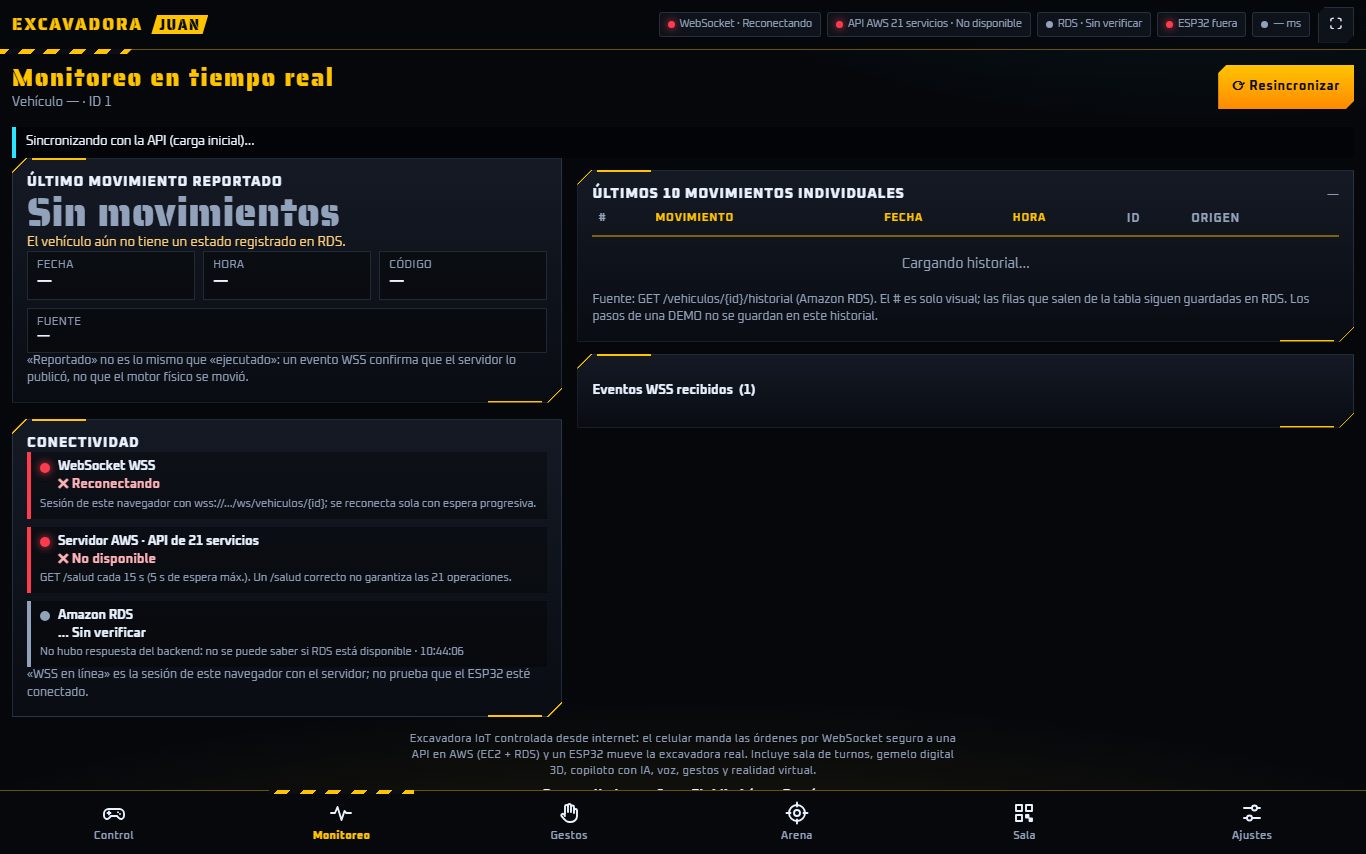 EXCAVADORA JUAN
WebSocket · Reconectando
API AWS 21 servicios · No disponible
RDS · Sin verificar
ESP32 fuera
— ms
Monitoreo en tiempo real
Vehículo — · ID 1
Resincronizar
Sincronizando con la API (carga inicial)...
ÚLTIMO MOVIMIENTO REPORTADO
Sin movimientos
El vehículo aún no tiene un estado registrado en RDS.
FECHA
—
HORA
—
CÓDIGO
—
FUENTE
—
«Reportado» no es lo mismo que «ejecutado»: un evento WSS confirma que el servidor lo
publicó, no que el motor físico se movió.
CONECTIVIDAD
WebSocket WSS
✕ Reconectando
Sesión de este navegador con wss://.../ws/vehiculos/{id}; se reconecta sola con espera progresiva.
Servidor AWS · API de 21 servicios
✕ No disponible
GET /salud cada 15 s (5 s de espera máx.). Un /salud correcto no garantiza las 21 operaciones.
Amazon RDS
... Sin verificar
No hubo respuesta del backend: no se puede saber si RDS está disponible · 10:44:06
«WSS en línea» es la sesión de este navegador con el servidor; no prueba que el ESP32 esté
conectado.
ÚLTIMOS 10 MOVIMIENTOS INDIVIDUALES —
# MOVIMIENTO FECHA HORA ID ORIGEN
Cargando historial...
Fuente: GET /vehiculos/{id}/historial (Amazon RDS). El # es solo visual; las filas que salen de la tabla siguen guardadas en RDS. Los
pasos de una DEMO no se guardan en este historial.
Eventos WSS recibidos (1)
Excavadora IoT controlada desde internet: el celular manda las órdenes por WebSocket seguro a una
API en AWS (EC2 + RDS) y un ESP32 mueve la excavadora real. Incluye sala de turnos, gemelo digital
3D, copiloto con IA, voz, gestos y realidad virtual.
Control
Monitoreo
Gestos
Arena
Sala
Ajustes